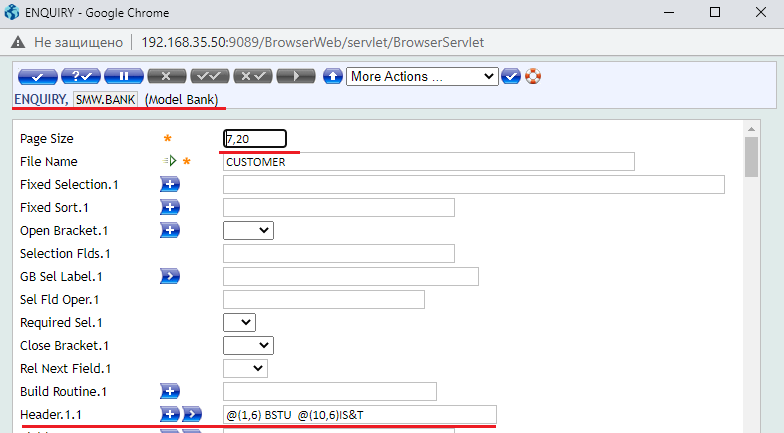 ENQUIRY - Google Chrome
Не защищено 192.168.35.50:9089/BrowserWeb/servlet/BrowserServlet
More Actions ...
ENQUIRY, SMW.BANK (Model Bank)
Page Size 7,20
File Name CUSTOMER
Fixed Selection.1
Fixed Sort.1
Open Bracket.1
Selection Flds.1
GB Sel Label.1
Sel Fld Oper.1
Required Sel.1
Close Bracket.1
Rel Next Field.1
Build Routine.1
Header.1.1 @(1,6) BSTU @(10,6)IS&T